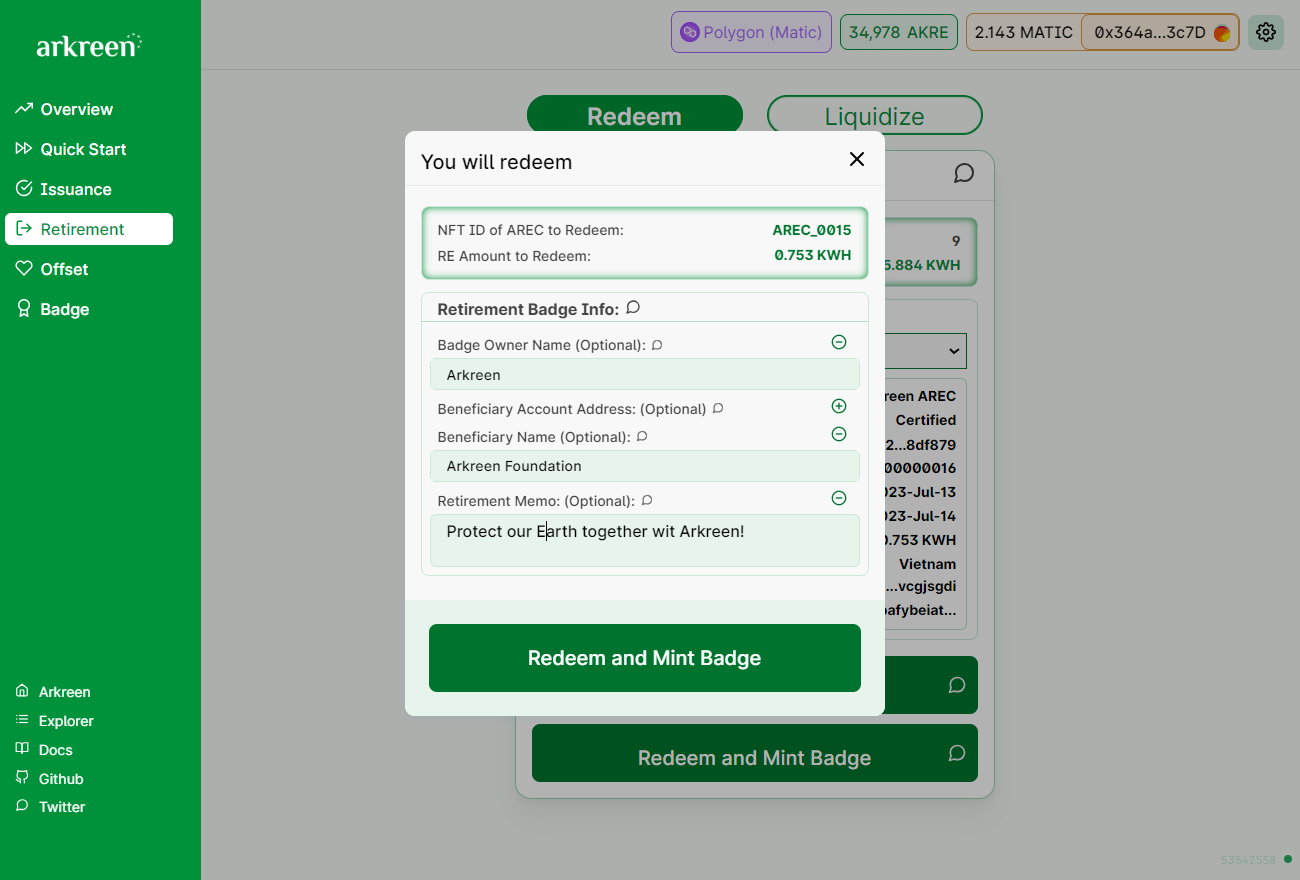 arkreen
Polygon (Matic)
34,978 AKRE
2.143 MATIC
0x364a...3c7D
Overview
Quick Start
Issuance
Retirement
Offset
Badge
Arkreen
Explorer
Docs
Github
Twitter
Redeem
Liquidize
You will redeem
NFT ID of AREC to Redeem: AREC_0015
RE Amount to Redeem: 0.753 KWH
Retirement Badge Info:
Badge Owner Name (Optional):
Arkreen
Beneficiary Account Address: (Optional)
Beneficiary Name (Optional):
Arkreen Foundation
Retirement Memo: (Optional):
Protect our Earth together wit Arkreen!
Redeem and Mint Badge
9
5.884 KWH
reen AREC
Certified
2...8df879
00000016
023-Jul-13
023-Jul-14
0.753 KWH
Vietnam
...vcgjsgdi
bafybeiat...
Redeem and Mint Badge
53542558